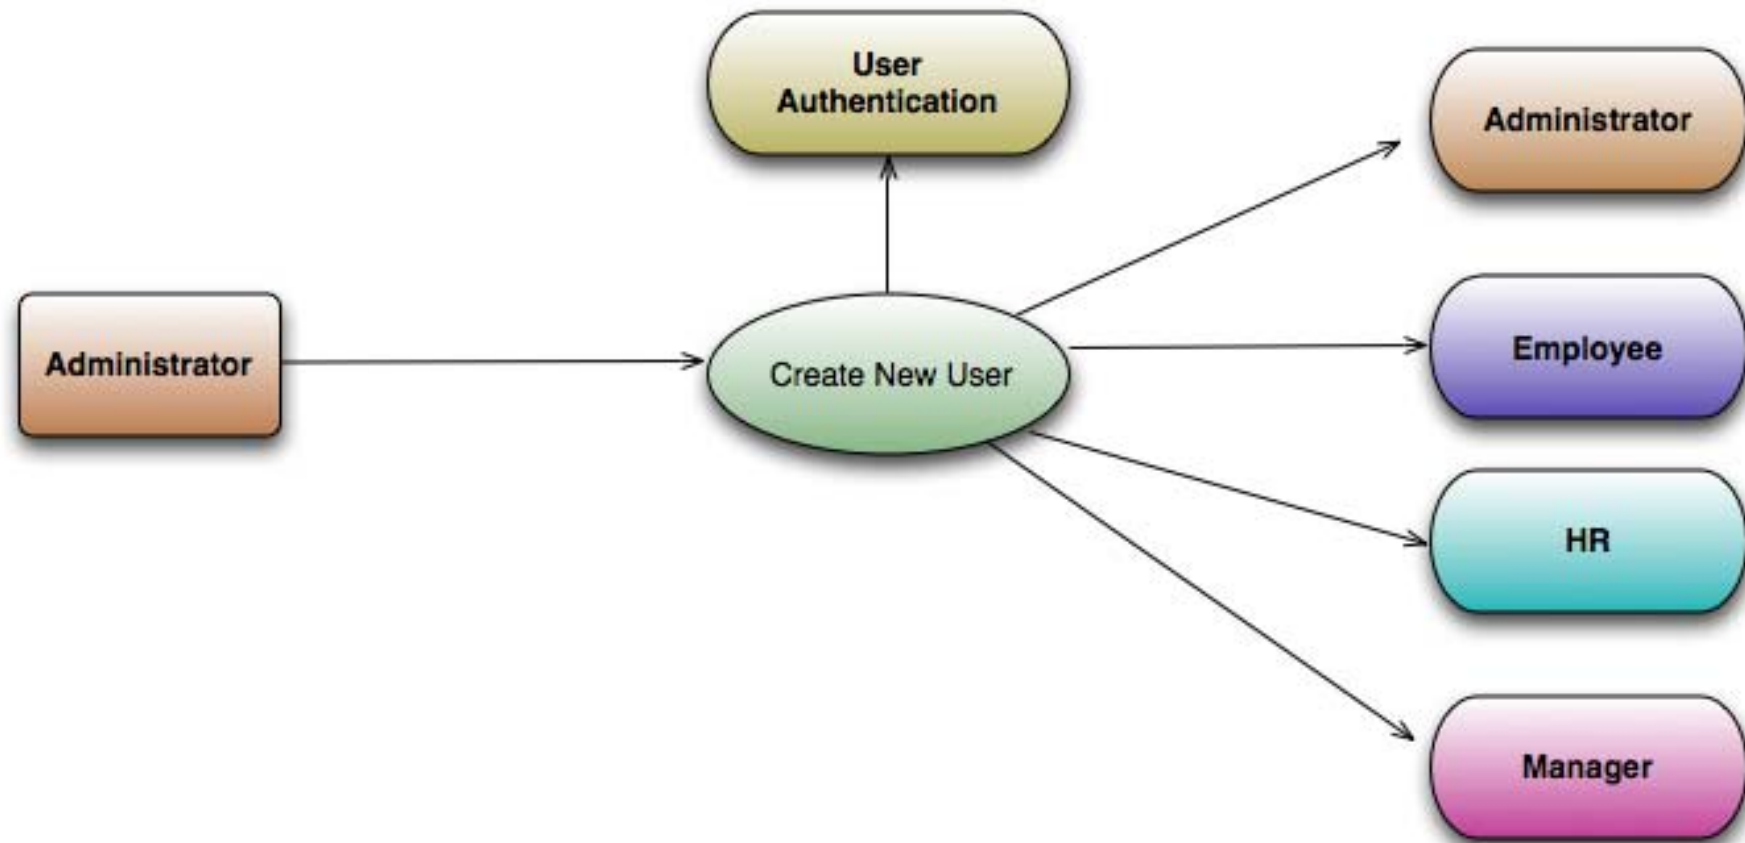 User
Authentication
Administrator
Administrator
Create New User
Employee
HR
Manager